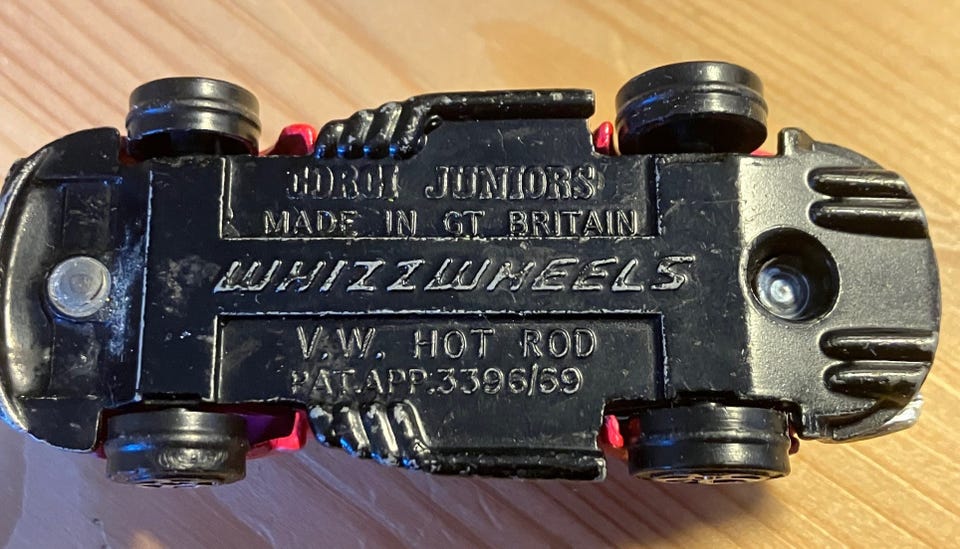 CORGI JUNIORS
MADE IN GT BRITAIN
WHIZZWHEELS
V.W. HOT ROD
PAT.APP.3396/69